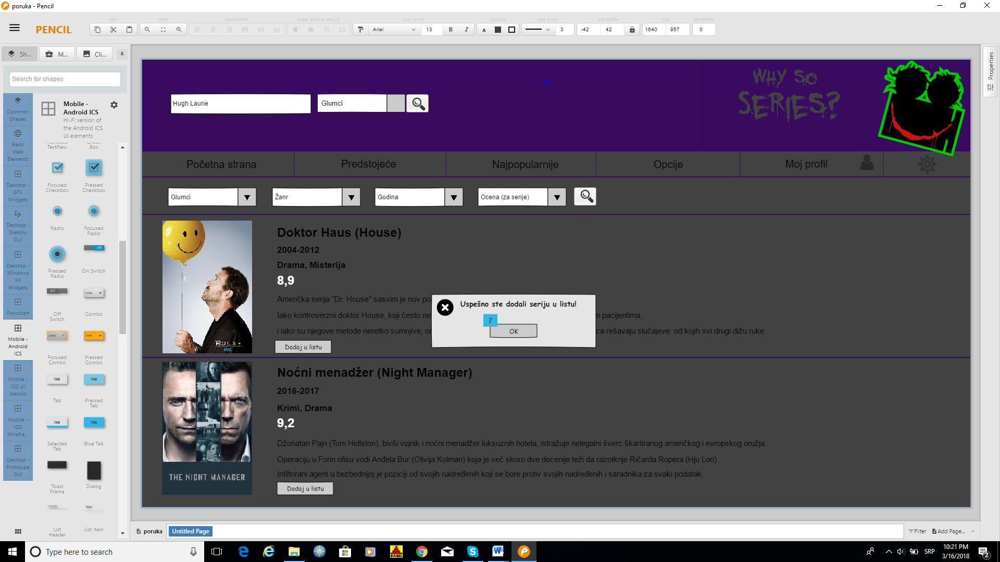 poruka - Pencil
PENCIL
EDIT
100%
ALIGNMENT
SAME SIZES & SPACES
TEXT STYLE
COLORS
LINE STYLE
LOCATION
SIZE
ROTATION
Arial
13
B
I
A
3
-42
42
1640
957
0
Sh...
M...
Cli...
Search for shapes
Properties
Common
Shapes
Basic
Web
Elements
Desktop -
GTK
Widgets
Desktop -
Sketchy
GUI
Desktop -
Windows
XP
Widgets
Flowchart
Mobile -
Android
ICS
Mobile -
iOS UI
Stencils
Mobile -
iOS
Wirefra...
Desktop -
Prototype
GUI
Mobile -
Android ICS
Hi-Fi version of
the Android ICS
UI elements
TextFiew
Box
Focused
Checkbox
Pressed
Checkbox
Radio
Focused
Radio
Pressed
Radio
ON
On Switch
OFF
Off
Switch
Combo
Combo
Combo
Focused
Combo
Combo
Pressed
Combo
TAB
Tab
TAB
Pressed
Tab
TAB
Selected
Tab
TAB
Blue Tab
Toast
Frame
Dialog
Header
List
Header
Item
List Item
Hugh Laurie
Glumci
WHY SO
SERIES?
Početna strana
Predstojeće
Najpopularnije
Opcije
Moj profil
Glumci
Žanr
Godina
Ocena (za serije)
Doktor Haus (House)
2004-2012
Drama, Misterija
8,9
Američka serija "Dr. House" sasvim je nov po
Iako kontroverzni doktor House, koji često ne
pacijentima,
i iako su njegove metode neretko sumnjive, or
ca rešavaju slučajeve od kojih svi drugi dižu ruke.
Dodaj u listu
HOUSE
FOX
Uspešno ste dodali seriju u listu!
7
OK
Noćni menadžer (Night Manager)
2016-2017
Krimi, Drama
9,2
Džonatan Pajn (Tom Hidlston), bivši vojnik i noćni menadžer luksuznih hotela, istražuje nelegalni šverc škartiranog američkog i evropskog oružja.
Operaciju u Forin ofisu vodi Anđela Bur (Olivija Kolman) koja je već skoro dve decenije teži da razotkrije Ričarda Ropera (Hju Lori).
Infiltrirani agent u bezbednijoj je poziciji od svojih nadređenih koji se bore protiv svojih nadređenih i saradnika za svaki podatak.
Dodaj u listu
THE NIGHT MANAGER
poruka
Untitled Page
Filter
Add Page...
Type here to search
BABEL
SRP
10:21 PM
3/16/2018
2